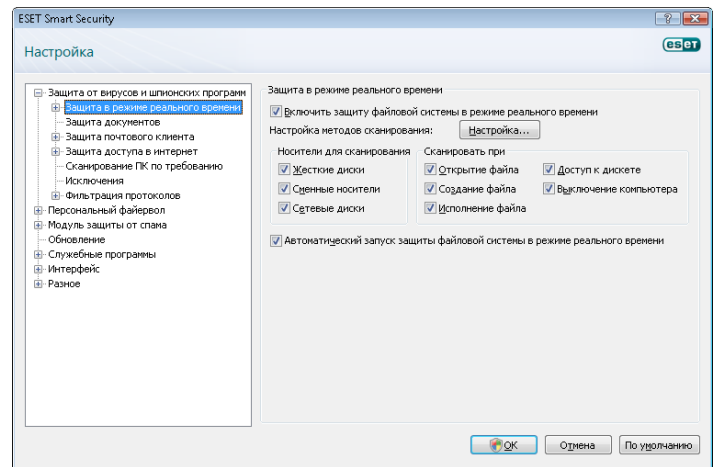 ESET Smart Security
Настройка
eset
Защита от вирусов и шпионских программ
Защита в режиме реального времени
Защита документов
Защита почтового клиента
Защита доступа в интернет
Сканирование ПК по требованию
Исключения
Фильтрация протоколов
Персональный файервол
Модуль защиты от спама
Обновление
Служебные программы
Интерфейс
Разное
Защита в режиме реального времени
Включить защиту файловой системы в режиме реального времени
Настройка методов сканирования: Настройка...
Носители для сканирования
Жесткие диски
Сменные носители
Сетевые диски
Сканировать при
Открытие файла
Доступ к дискете
Создание файла
Выключение компьютера
Исполнение файла
Автоматический запуск защиты файловой системы в режиме реального времени
OK
Отмена
По умолчанию